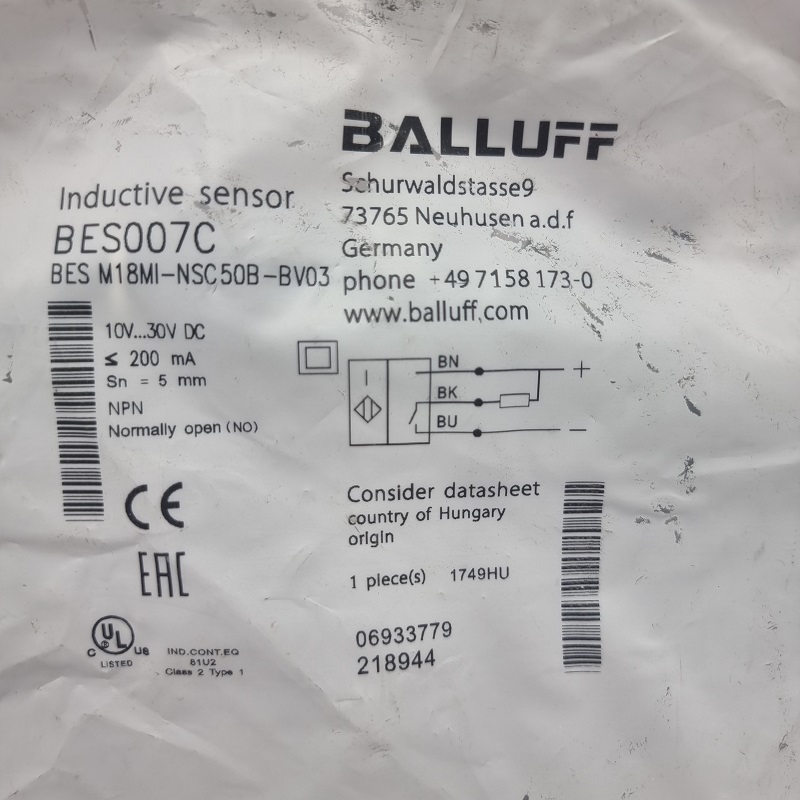 BALLUFF
Schurwaldstasse9
73765 Neuhusen a.d.f
Germany
phone +49 7158 173-0
www.balluff.com
Inductive sensor
BES007C
BES M18MI-NSC50B-BV03
10V...30V DC
≤ 200 mA
Sn = 5 mm
NPN
Normally open (NO)
BN
+
BK
BU
−
CE
EAC
C UL US
LISTED
IND.CONT.EQ
81U2
Class 2 Type 1
Consider datasheet
country of Hungary
origin
1 piece(s) 1749HU
06933779
218944